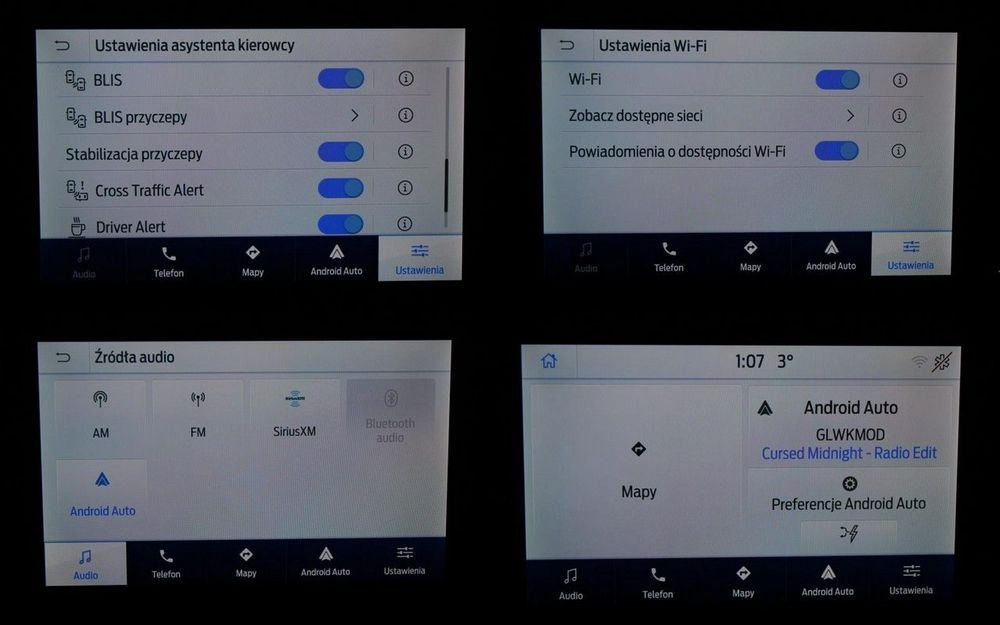 Ustawienia asystenta kierowcy
BLIS
BLIS przyczepy
Stabilizacja przyczepy
Cross Traffic Alert
Driver Alert
Audio
Telefon
Mapy
Android Auto
Ustawienia
Ustawienia Wi-Fi
Wi-Fi
Zobacz dostępne sieci
Powiadomienia o dostępności Wi-Fi
Audio
Telefon
Mapy
Android Auto
Ustawienia
Źródła audio
AM
FM
SiriusXM
SiriusXM
Bluetooth
audio
Android Auto
Audio
Telefon
Mapy
Android Auto
Ustawienia
1:07 3°
Mapy
Android Auto
GLWKMOD
Cursed Midnight - Radio Edit
Preferencje Android Auto
Audio
Telefon
Mapy
Android Auto
Ustawienia